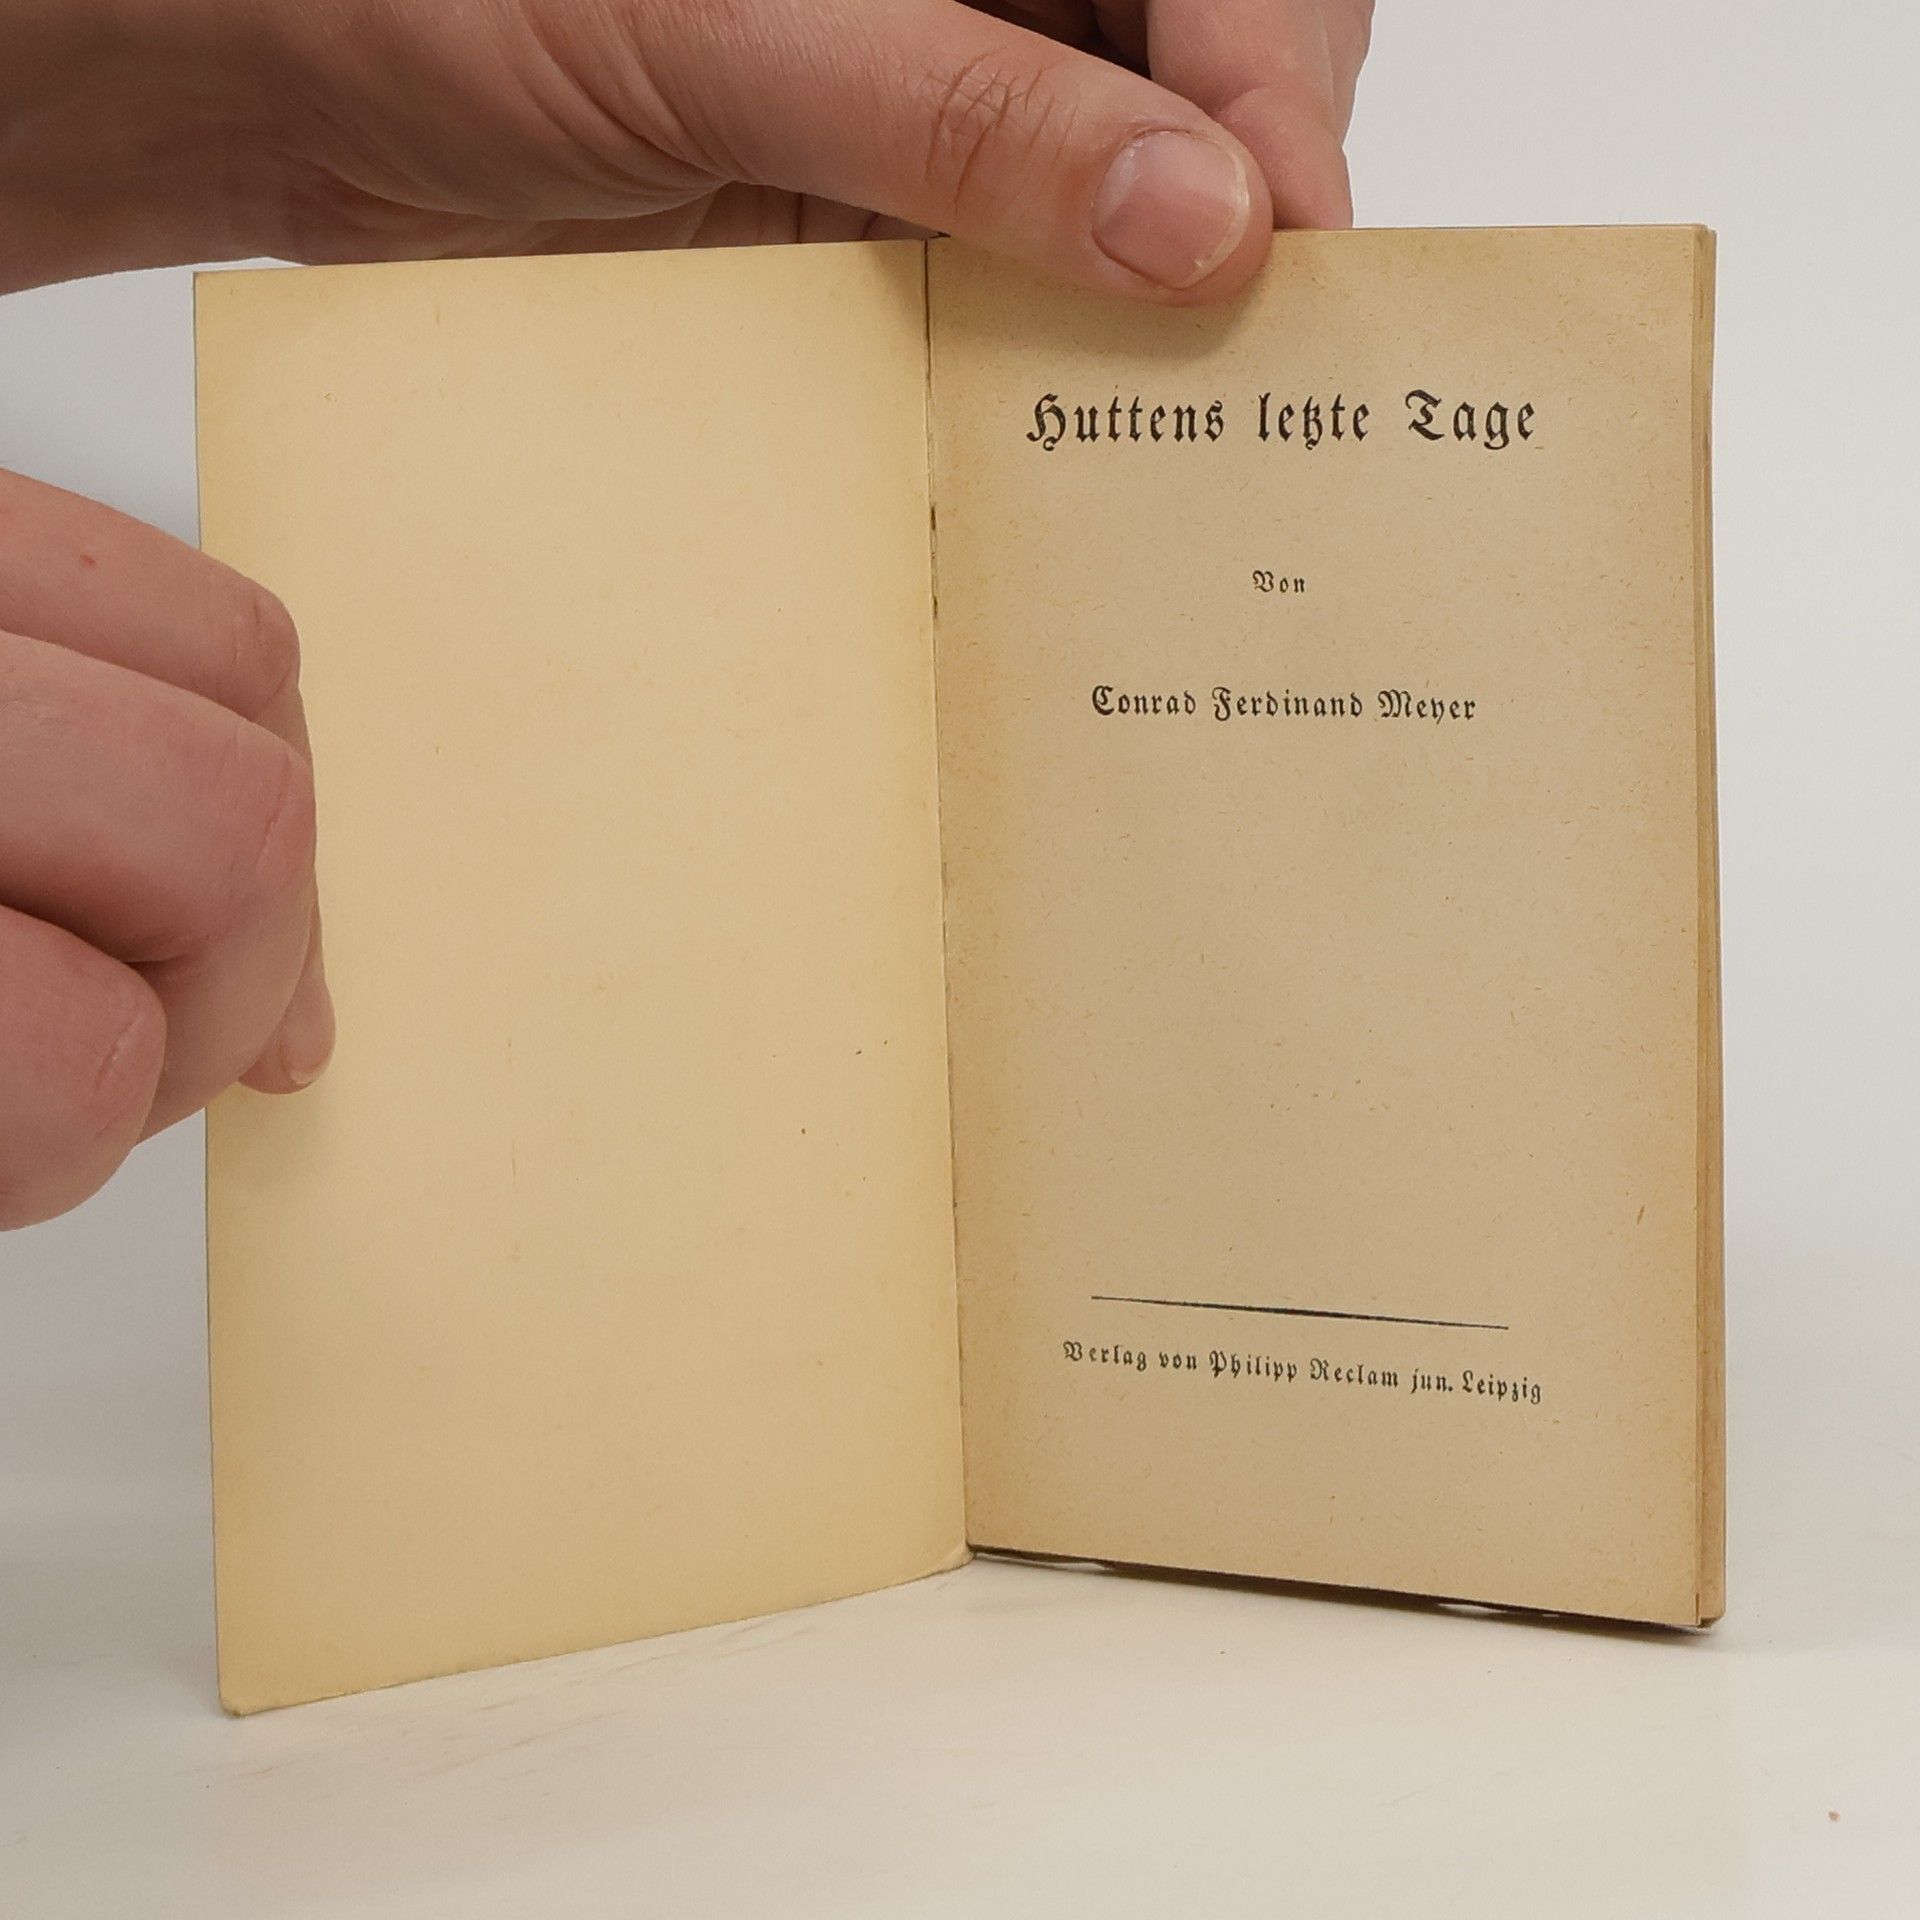 Huttens letzte Tage
Von
Conrad Ferdinand Meyer
Verlag von Philipp Reclam jun. Leipzig